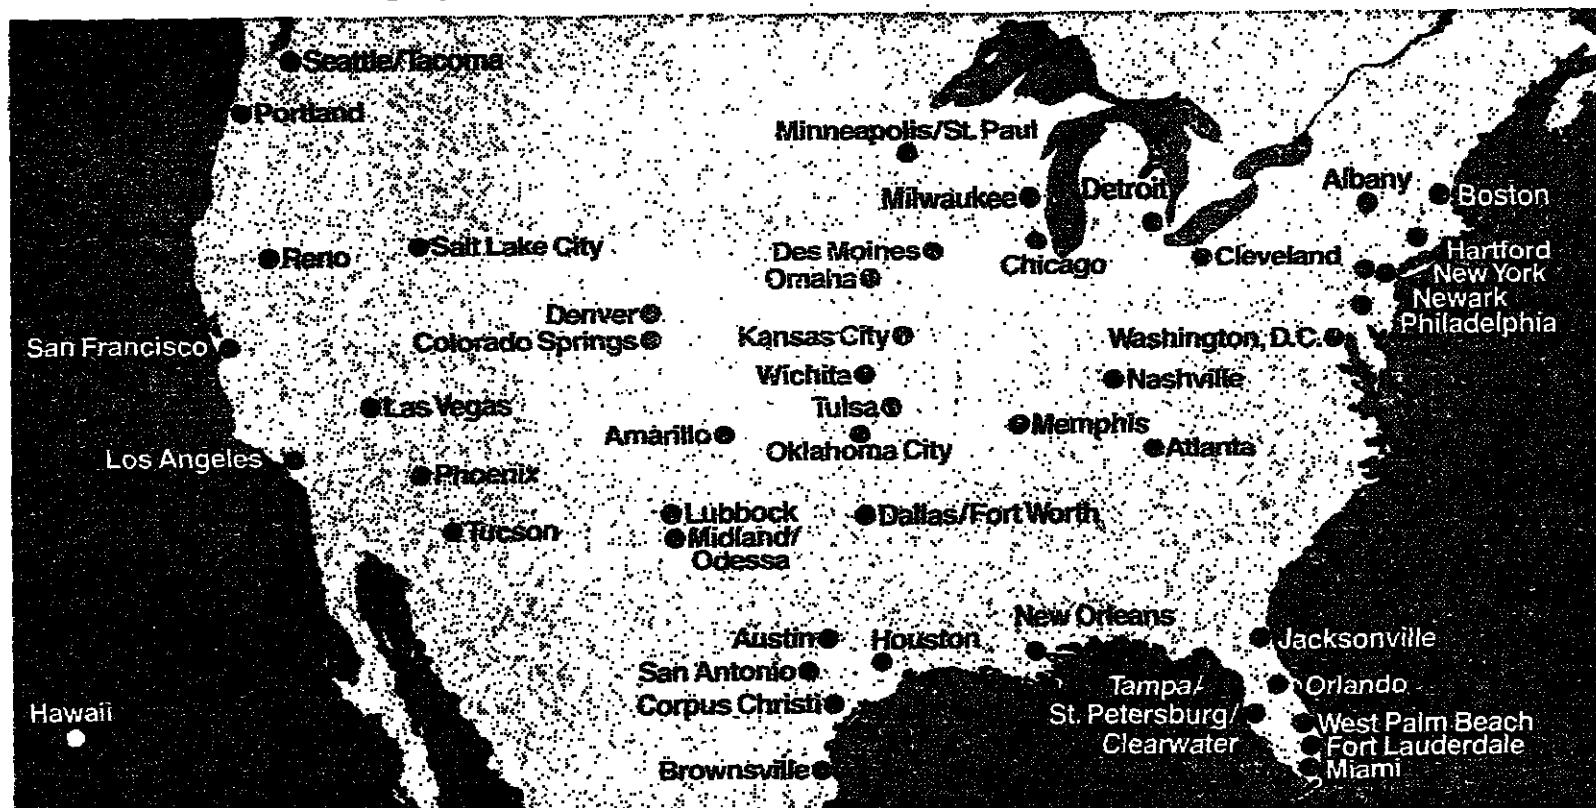 Seattle/Tacoma
Portland
Minneapolis/St. Paul
Milwaukee
Detroit
Albany
Boston
Reno
Salt Lake City
Des Moines
Omaha
Chicago
Cleveland
Hartford
New York
Newark
Philadelphia
Denver
Colorado Springs
Kansas City
Washington, D.C.
San Francisco
Wichita
Nashville
Las Vegas
Tulsa
Amarillo
Oklahoma City
Memphis
Atlanta
Los Angeles
Phoenix
Lubbock
Midland/
Odessa
Dallas/Fort Worth
Tucson
Austin
Houston
New Orleans
Jacksonville
San Antonio
Corpus Christi
Tampa/
St. Petersburg/
Clearwater
Orlando
West Palm Beach
Fort Lauderdale
Miami
Hawaii
Brownsville